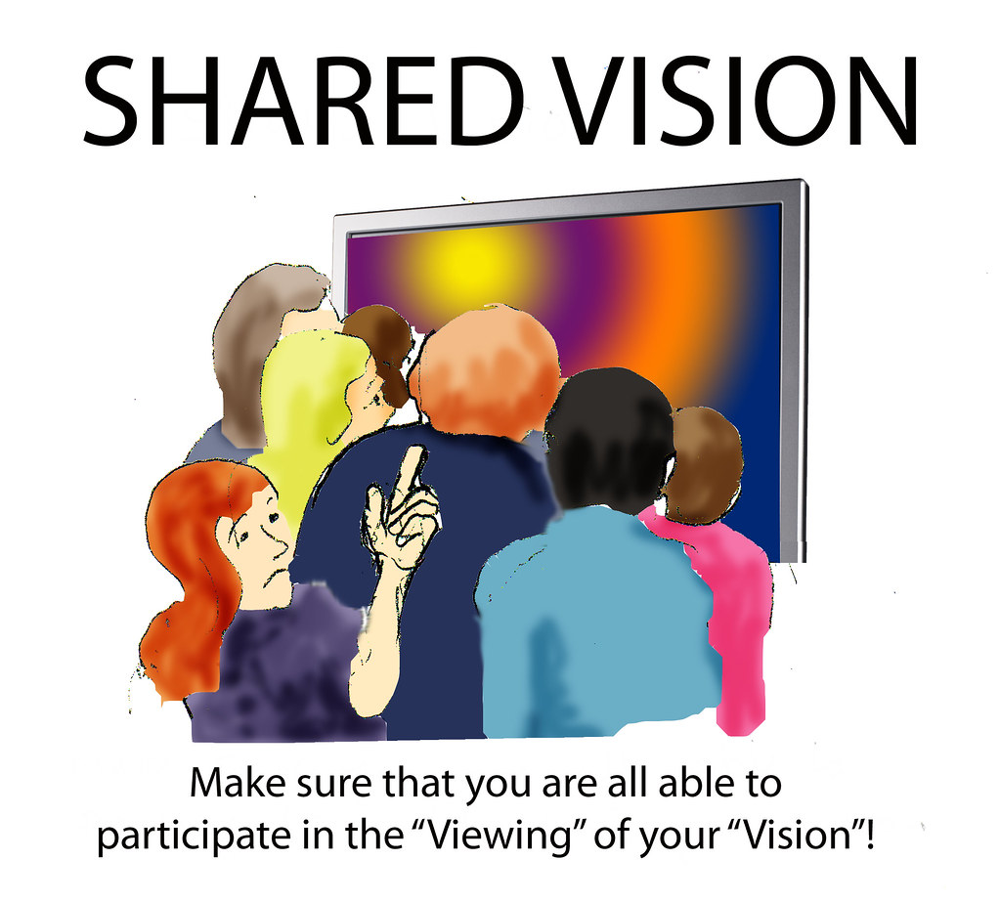 SHARED VISION
Make sure that you are all able to
participate in the “Viewing” of your “Vision”!